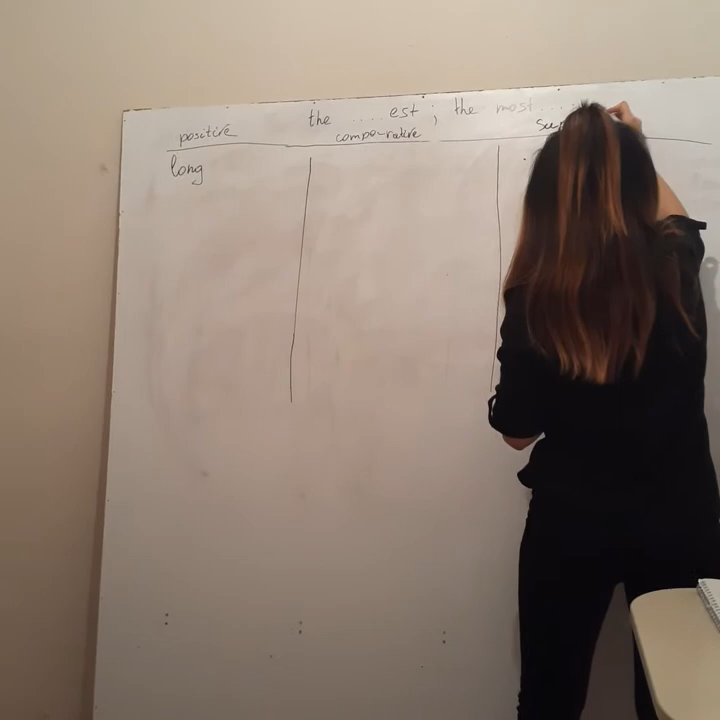 the .... est ; the most ....
positive comparative
long